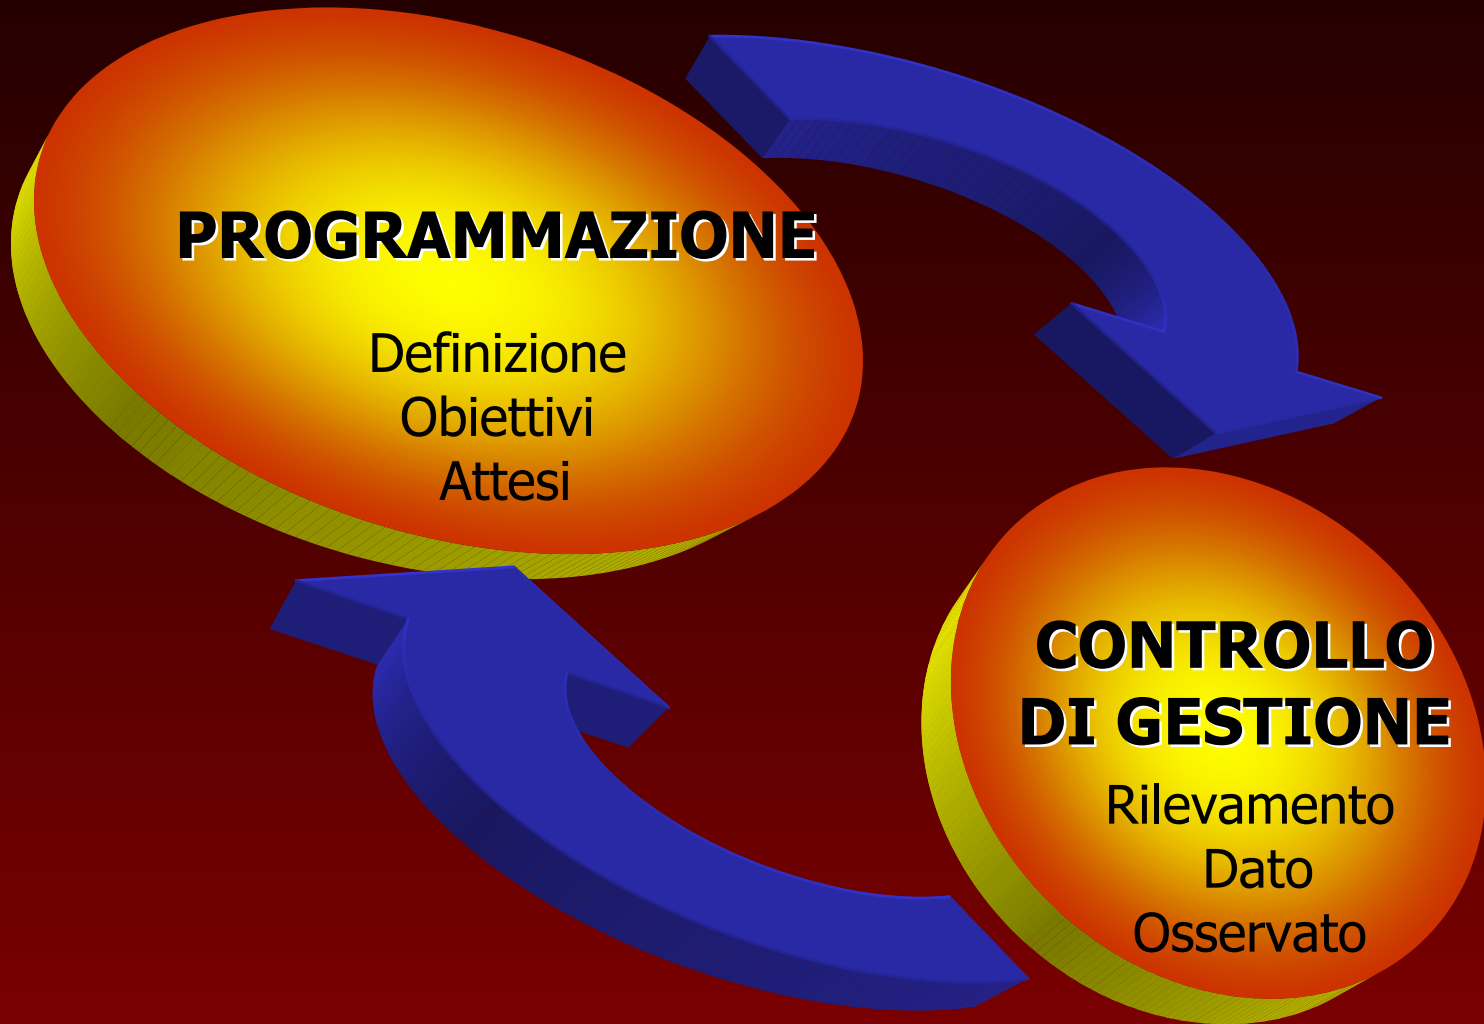 PROGRAMMAZIONE
Definizione
Obiettivi
Attesi
CONTROLLO
DI GESTIONE
Rilevamento
Dato
Osservato